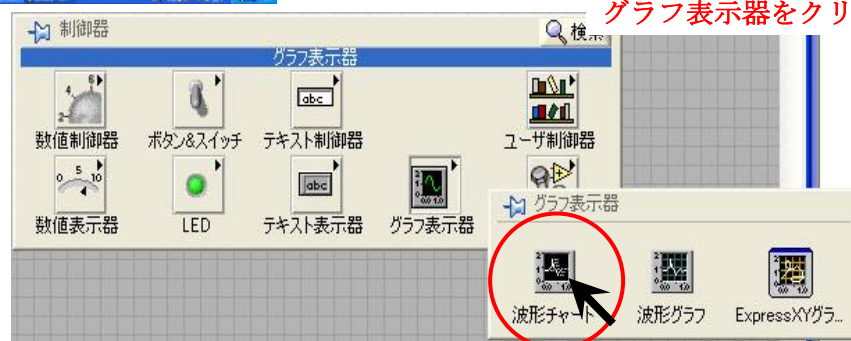 グラフ表示器をクリ
制御器
検索
グラフ表示器
数値制御器
ボタン&スイッチ
テキスト制御器
ユーザ制御器
数値表示器
LED
テキスト表示器
グラフ表示器
グラフ表示器
波形チャート
波形グラフ
ExpressXYグラ...